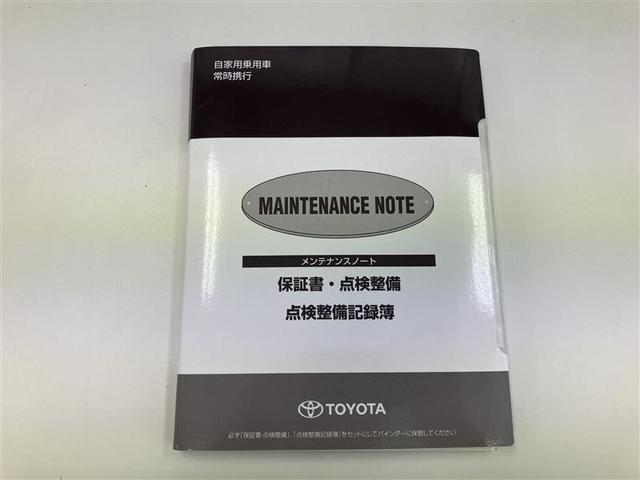 自家用乗用車
常時携行
MAINTENANCE NOTE
メンテナンスノート
保証書・点検整備
点検整備記録簿
TOYOTA
必ず「保証書・点検整備」、「点検整備記録簿」をセットにしてバインダーに保管してください